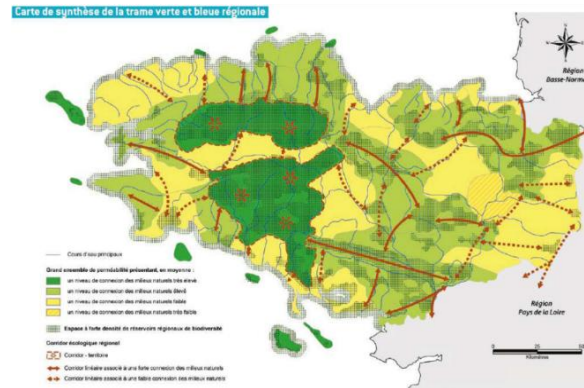 Carte de synthèse de la trame verte et bleue régionale
N
Région
Basse-Norma
Cours d'eau principaux
Grand ensemble de perméabilité présentant, en moyenne :
un niveau de connexion des milieux naturels très élevé
un niveau de connexion des milieux naturels élevé
un niveau de connexion des milieux naturels faible
un niveau de connexion des milieux naturels très faible
Espace à forte densité de réservoirs régionaux de biodiversité
Corridor écologique régional
Corridor - territoire
Corridor linéaire associé à une forte connexion des milieux naturels
Corridor linéaire associé à une faible connexion des milieux naturels
Région
Pays de la Loire
0 25 50
Kilomètres